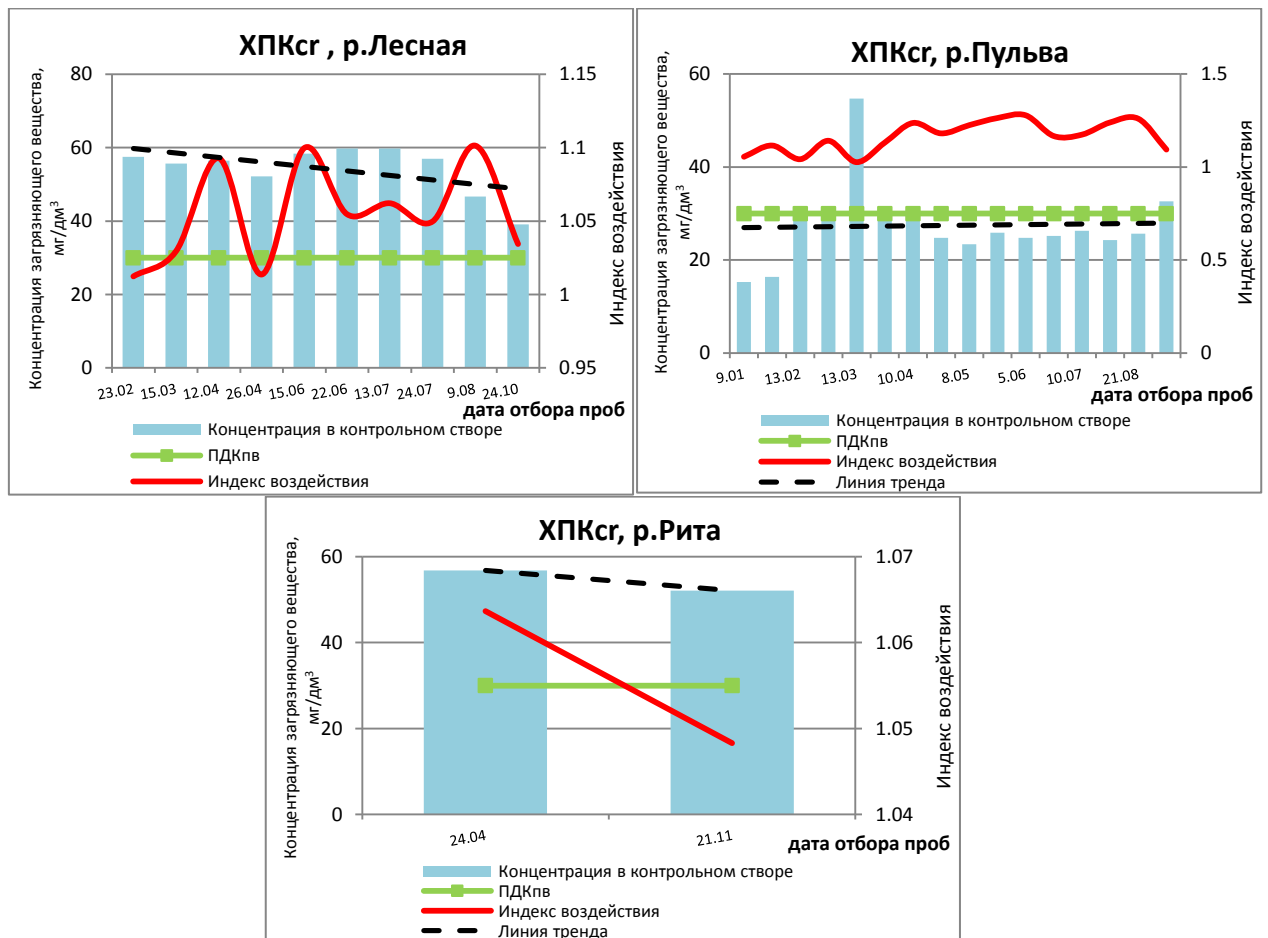 ХПКcr , р.Лесная
Концентрация загрязняющего вещества,
мг/дм³
80
60
40
20
0
1.15
1.10
1.05
1
0.95
Индекс воздействия
23.02 15.03 12.04 26.04 15.06 22.06 13.07 24.07 9.08 24.10
дата отбора проб
Концентрация в контрольном створе
ПДКпв
Индекс воздействия
ХПКcr, р.Пульва
Концентрация загрязняющего вещества,
мг/дм³
60
40
20
0
1.5
1
0.5
0
Индекс воздействия
9.01 13.02 13.03 10.04 8.05 5.06 10.07 21.08
дата отбора проб
Концентрация в контрольном створе
ПДКпв
Индекс воздействия
Линия тренда
ХПКcr, р.Рита
Концентрация загрязняющего вещества,
мг/дм³
60
40
20
0
1.07
1.06
1.05
1.04
Индекс воздействия
24.04 21.11
дата отбора проб
Концентрация в контрольном створе
ПДКпв
Индекс воздействия
Линия тренда